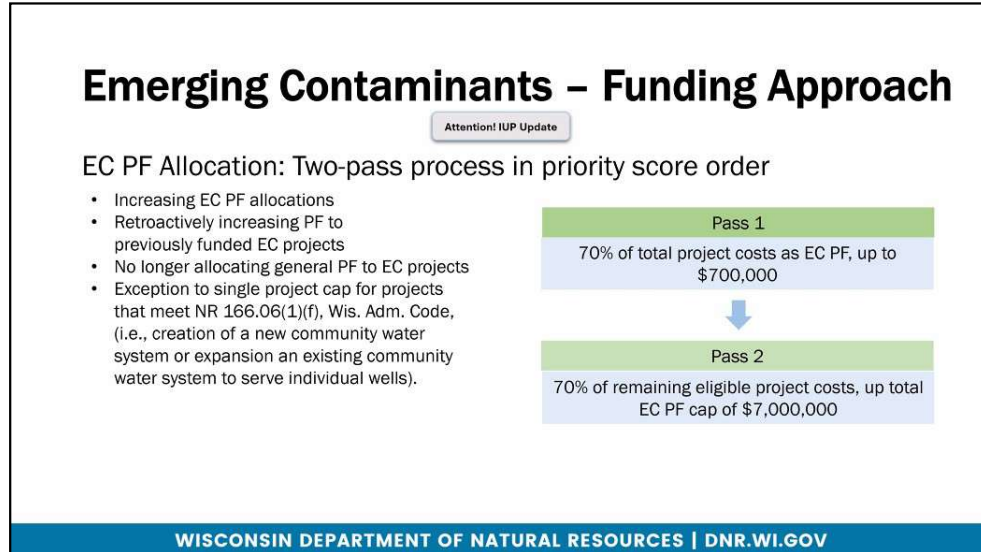 Emerging Contaminants – Funding Approach
Attention! IUP Update
EC PF Allocation: Two-pass process in priority score order
• Increasing EC PF allocations
• Retroactively increasing PF to
previously funded EC projects
• No longer allocating general PF to EC projects
• Exception to single project cap for projects
that meet NR 166.06(1)(f), Wis. Adm. Code,
(i.e., creation of a new community water
system or expansion an existing community
water system to serve individual wells).
Pass 1
70% of total project costs as EC PF, up to
$700,000
Pass 2
70% of remaining eligible project costs, up total
EC PF cap of $7,000,000
WISCONSIN DEPARTMENT OF NATURAL RESOURCES | DNR.WI.GOV